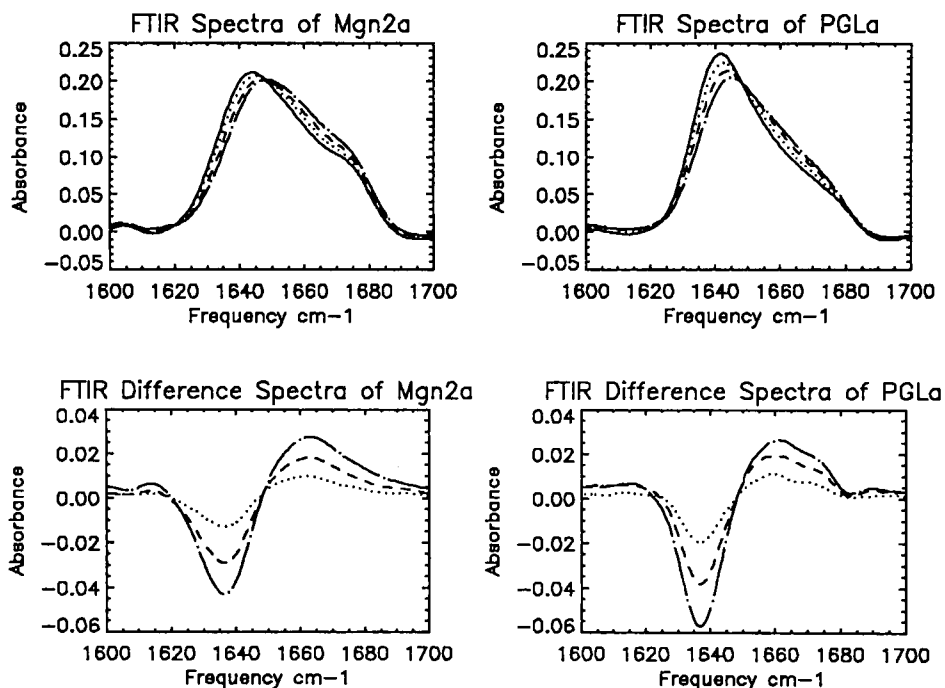 FTIR Spectra of Mgn2a
0.25
0.20
0.15
0.10
0.05
0.00
−0.05
Absorbance
1600 1620 1640 1660 1680 1700
Frequency cm−1
FTIR Spectra of PGLa
0.25
0.20
0.15
0.10
0.05
0.00
−0.05
Absorbance
1600 1620 1640 1660 1680 1700
Frequency cm−1
FTIR Difference Spectra of Mgn2a
0.04
0.02
0.00
−0.02
−0.04
−0.06
Absorbance
1600 1620 1640 1660 1680 1700
Frequency cm−1
FTIR Difference Spectra of PGLa
0.04
0.02
0.00
−0.02
−0.04
−0.06
Absorbance
1600 1620 1640 1660 1680 1700
Frequency cm−1